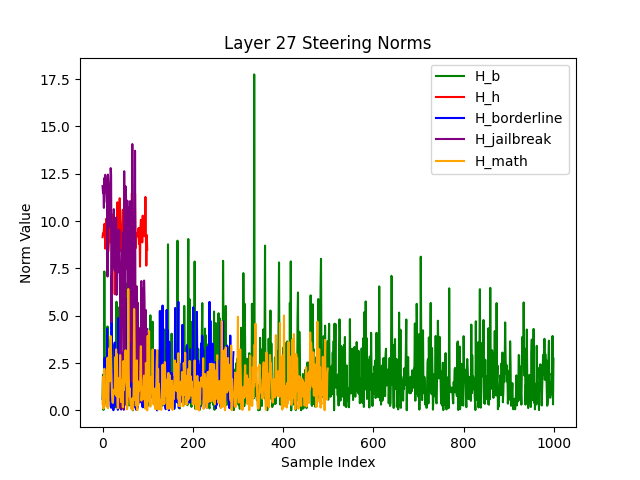 Layer 27 Steering Norms
Norm Value
17.5
15.0
12.5
10.0
7.5
5.0
2.5
0.0
H_b
H_h
H_borderline
H_jailbreak
H_math
0
200
400
600
800
1000
Sample Index